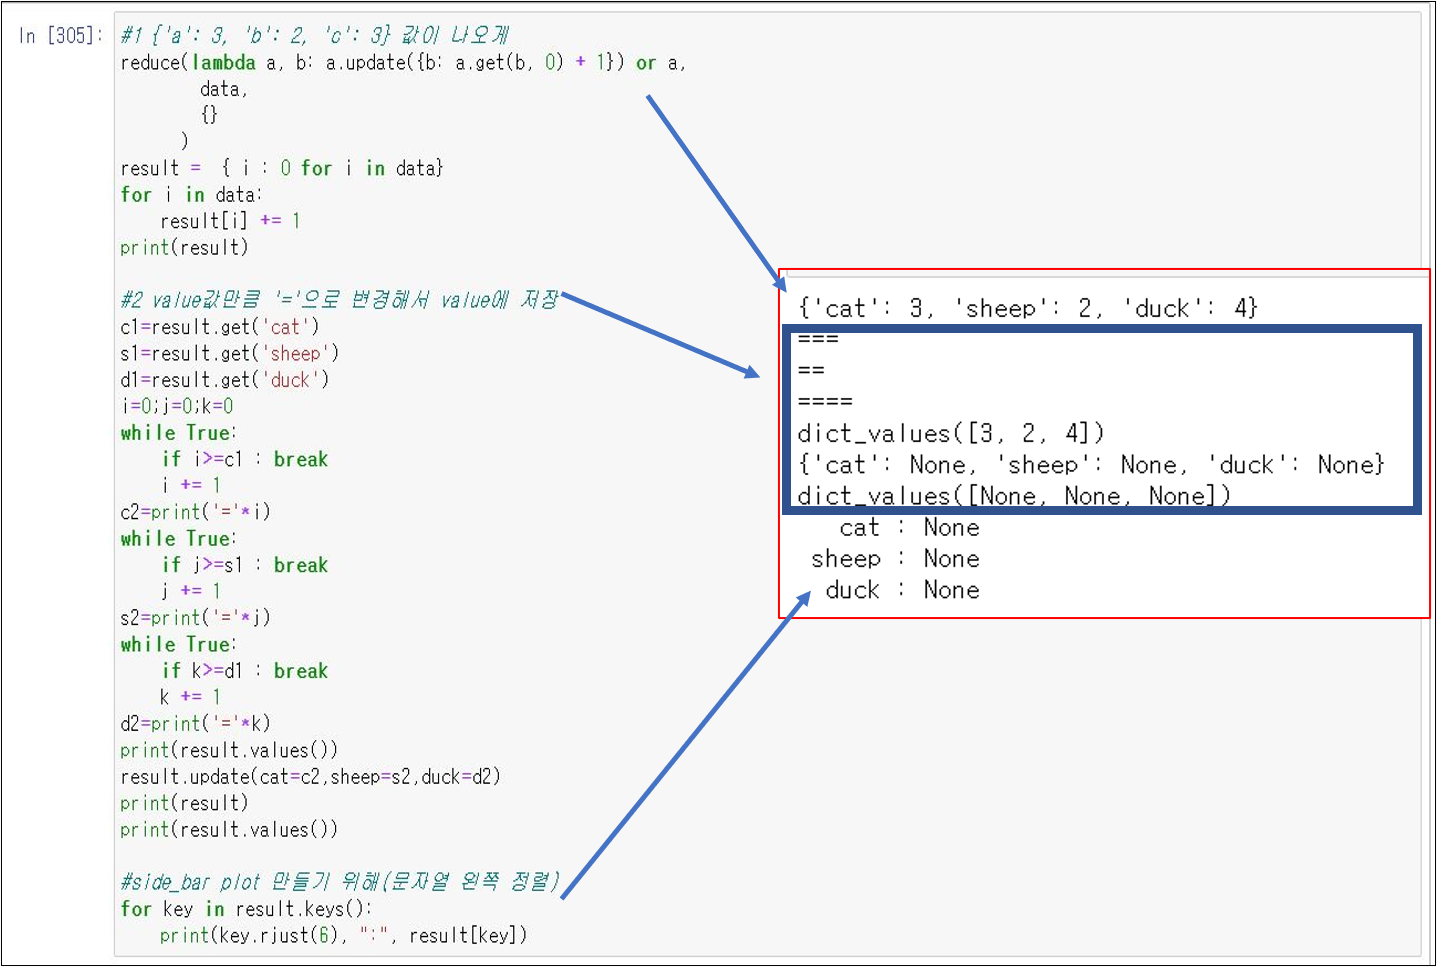 In [305]:
#1 {'a': 3, 'b': 2, 'c': 3} 값이 나오게
reduce(lambda a, b: a.update({b: a.get(b, 0) + 1}) or a,
data,
{}
)
result = { i : 0 for i in data}
for i in data:
result[i] += 1
print(result)
#2 value값만큼 '='으로 변경해서 value에 저장
c1=result.get('cat')
s1=result.get('sheep')
d1=result.get('duck')
i=0;j=0;k=0
while True:
if i>=c1 : break
i += 1
c2=print('='*i)
while True:
if j>=s1 : break
j += 1
s2=print('='*j)
while True:
if k>=d1 : break
k += 1
d2=print('='*k)
print(result.values())
result.update(cat=c2,sheep=s2,duck=d2)
print(result)
print(result.values())
#side_bar plot 만들기 위해(문자열 왼쪽 정렬)
for key in result.keys():
print(key.rjust(6), ":", result[key])
{'cat': 3, 'sheep': 2, 'duck': 4}
===
==
====
dict_values([3, 2, 4])
{'cat': None, 'sheep': None, 'duck': None}
dict_values([None, None, None])
cat : None
sheep : None
duck : None